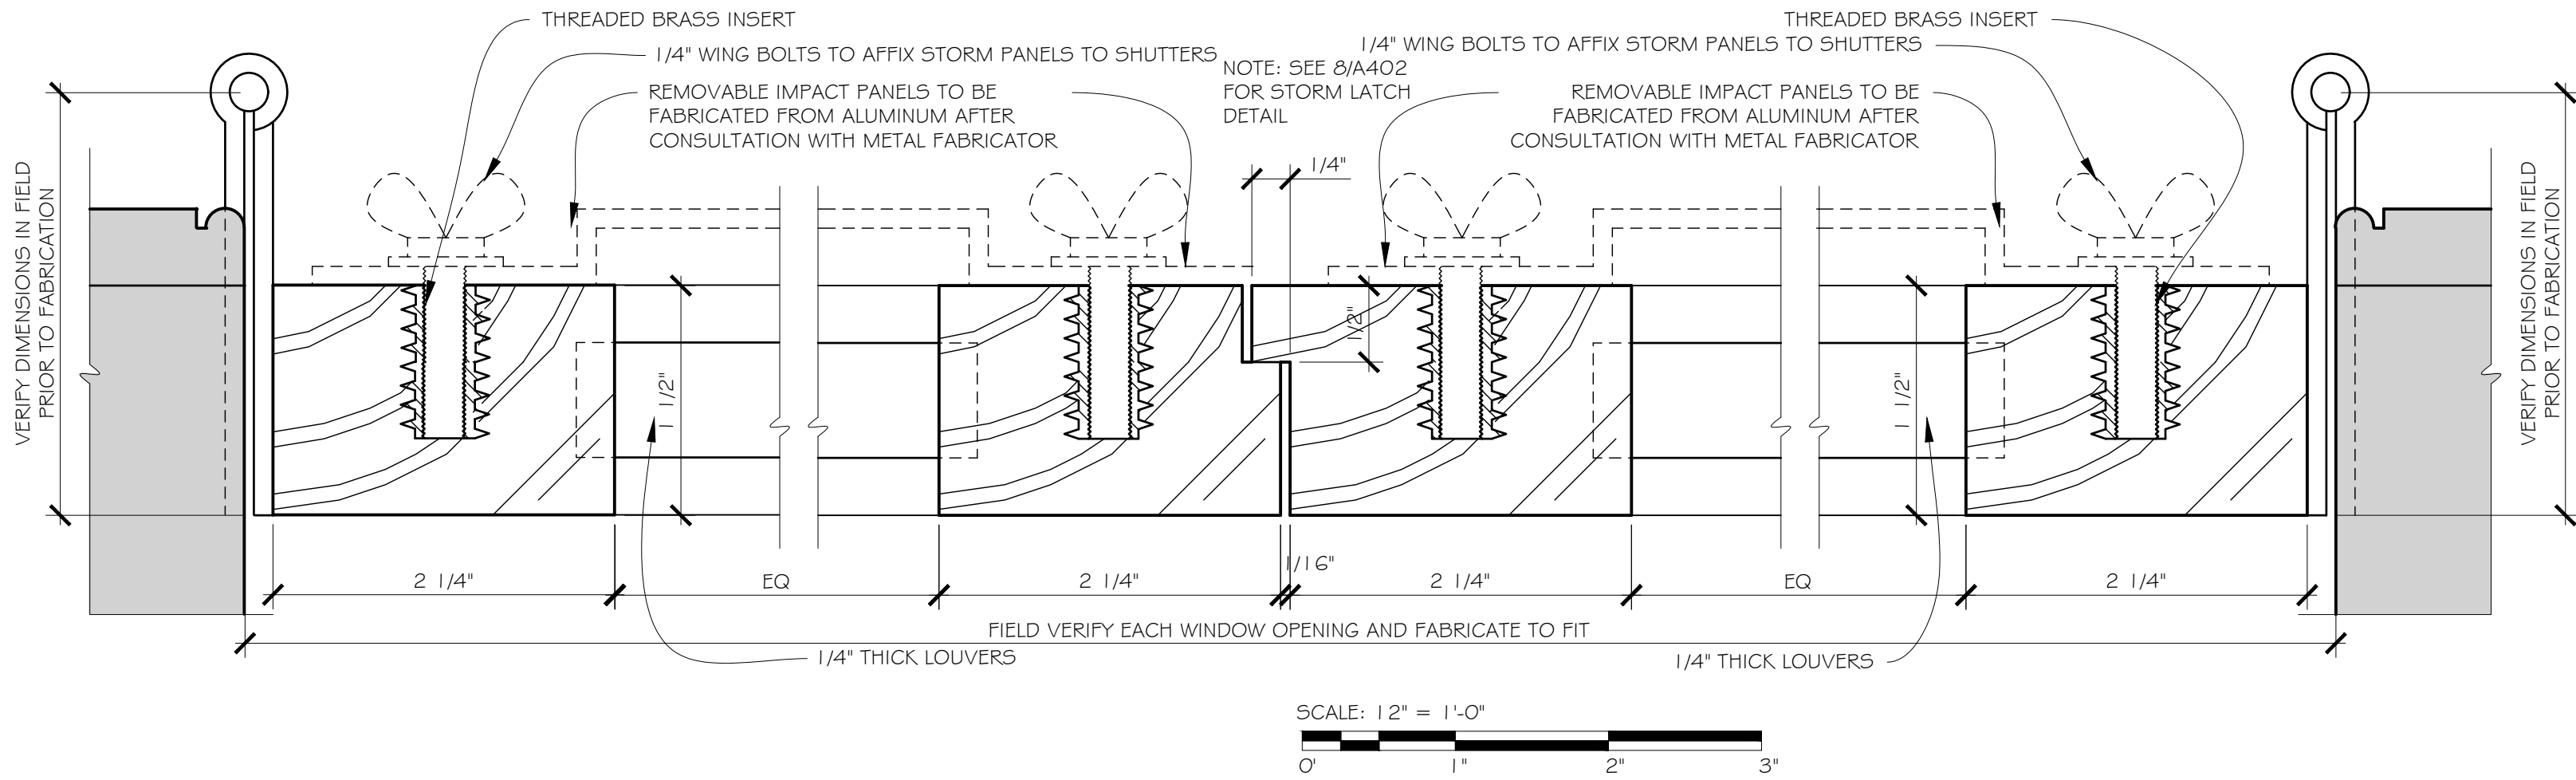 THREADED BRASS INSERT
1/4" WING BOLTS TO AFFIX STORM PANELS TO SHUTTERS
REMOVABLE IMPACT PANELS TO BE
FABRICATED FROM ALUMINUM AFTER
CONSULTATION WITH METAL FABRICATOR
NOTE: SEE 8/A402
FOR STORM LATCH
DETAIL
THREADED BRASS INSERT
1/4" WING BOLTS TO AFFIX STORM PANELS TO SHUTTERS
REMOVABLE IMPACT PANELS TO BE
FABRICATED FROM ALUMINUM AFTER
CONSULTATION WITH METAL FABRICATOR
1/4"
VERIFY DIMENSIONS IN FIELD
PRIOR TO FABRICATION
1 1/2"
1/2"
1 1/2"
VERIFY DIMENSIONS IN FIELD
PRIOR TO FABRICATION
2 1/4"
EQ
2 1/4"
1/16"
2 1/4"
EQ
2 1/4"
FIELD VERIFY EACH WINDOW OPENING AND FABRICATE TO FIT
1/4" THICK LOUVERS
1/4" THICK LOUVERS
SCALE: 12" = 1'-0"
0' 1" 2" 3"